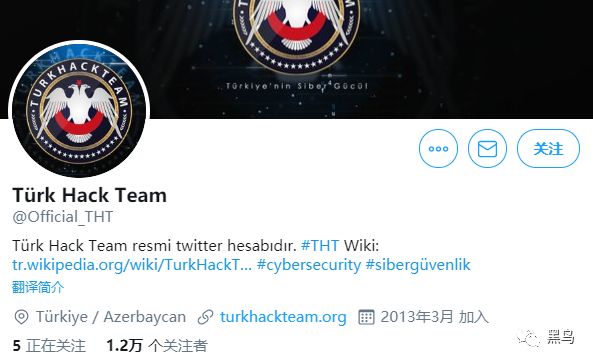 TURKHACKTEAM
Türkiye'nin Siber Gücü!
TURKHACKTEAM
关注
Türk Hack Team
@Official_THT
Türk Hack Team resmi twitter hesabıdır. #THT Wiki:
tr.wikipedia.org/wiki/TurkHackT... #cybersecurity #sibergüvenlik
翻译简介
Türkiye / Azerbaycan turkhackteam.org 2013年3月 加入
5 正在关注 1.2万 个关注者
黑鸟